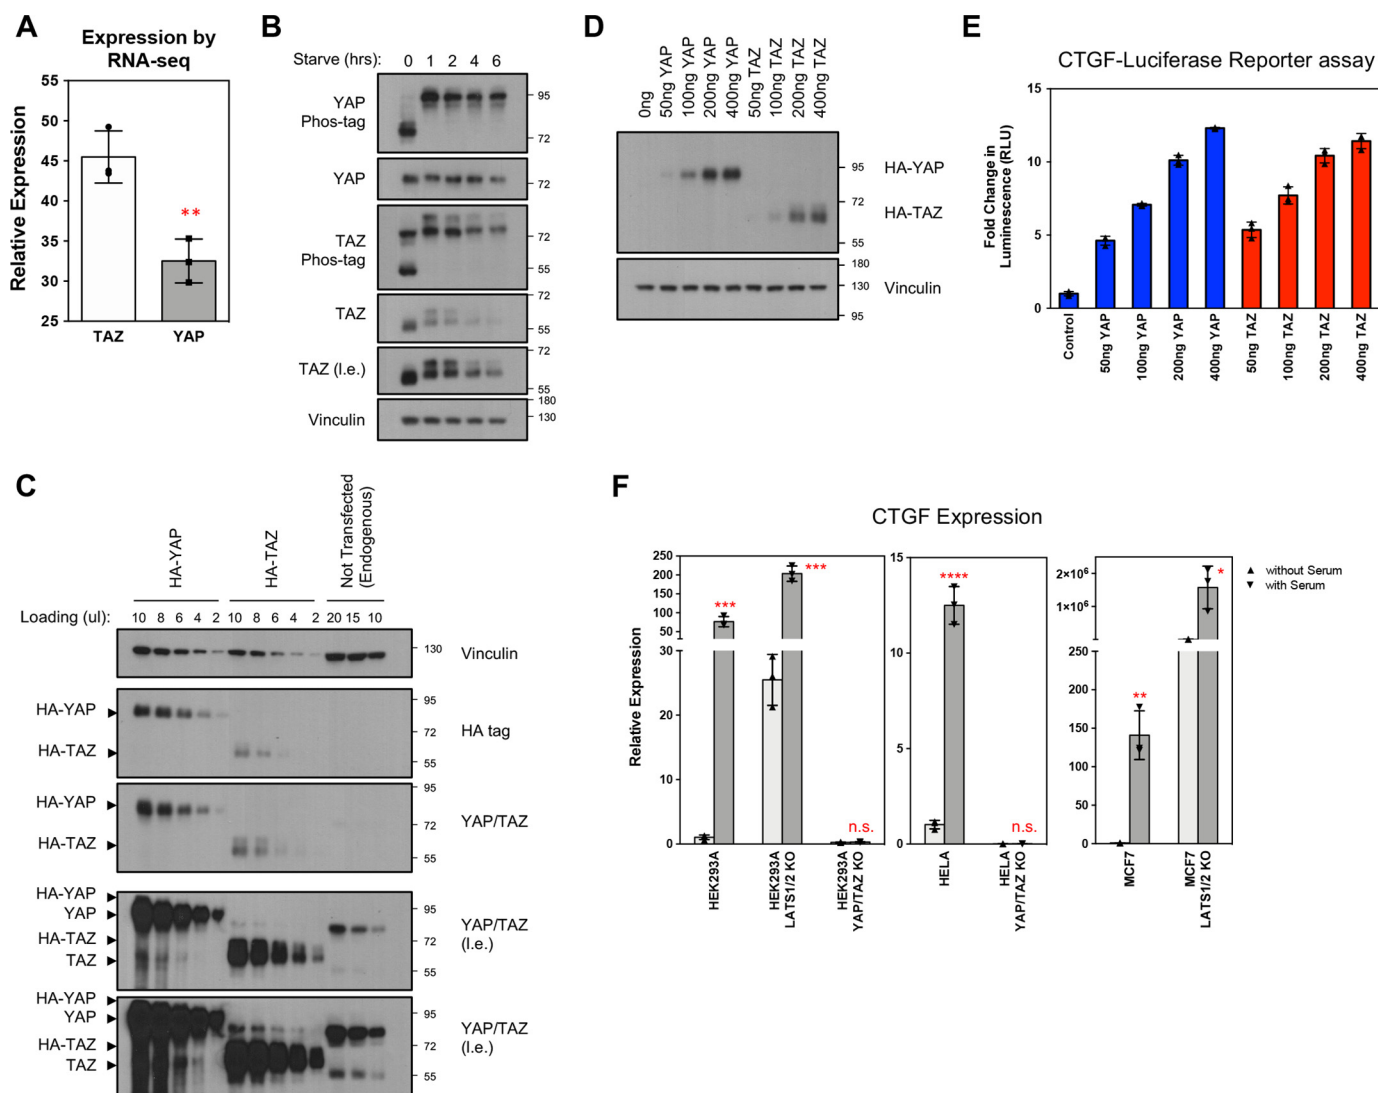 A
Expression by
RNA-seq
Relative Expression
55
50
45
40
35
30
25
**
TAZ YAP
B
Starve (hrs): 0 1 2 4 6
YAP
Phos-tag
95
72
YAP
72
TAZ
Phos-tag
72
55
TAZ
72
55
TAZ (l.e.)
72
55
180
Vinculin
130
D
0ng
50ng YAP
100ng YAP
200ng YAP
400ng YAP
50ng TAZ
100ng TAZ
200ng TAZ
400ng TAZ
95
HA-YAP
72
HA-TAZ
55
180
130
Vinculin
95
E
CTGF-Luciferase Reporter assay
Fold Change in
Luminescence (RLU)
15
10
5
0
Control
50ng YAP
100ng YAP
200ng YAP
400ng YAP
50ng TAZ
100ng TAZ
200ng TAZ
400ng TAZ
C
HA-YAP
HA-TAZ
Not Transfected
(Endogenous)
Loading (ul): 10 8 6 4 2 10 8 6 4 2 20 15 10
130
Vinculin
HA-YAP
HA-TAZ
95
72
55
HA tag
HA-YAP
HA-TAZ
95
72
55
YAP/TAZ
HA-YAP
YAP
HA-TAZ
TAZ
95
72
55
YAP/TAZ
(l.e.)
HA-YAP
YAP
HA-TAZ
TAZ
95
72
55
YAP/TAZ
(l.e.)
F
CTGF Expression
Relative Expression
250
200
150
100
50
30
20
10
0
***
***
n.s.
HEK293A
HEK293A
LATS1/2 KO
HEK293A
YAP/TAZ KO
15
10
5
0
****
n.s.
HELA
HELA
YAP/TAZ KO
2×10⁶
1×10⁶
250
200
150
100
50
0
**
*
MCF7
MCF7
LATS1/2 KO
▲ without Serum
▼ with Serum